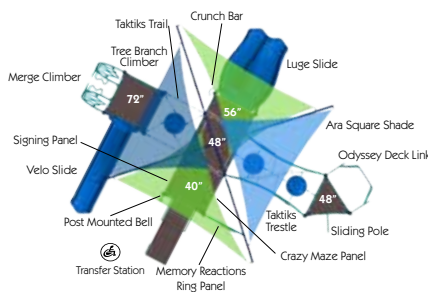 Crunch Bar
Taktiks Trail
Tree Branch
Climber
Luge Slide
Merge Climber
72"
56"
Ara Square Shade
48"
Signing Panel
Odyssey Deck Link
Velo Slide
40"
48"
Post Mounted Bell
Taktiks
Trestle
Sliding Pole
Crazy Maze Panel
Transfer Station
Memory Reactions
Ring Panel